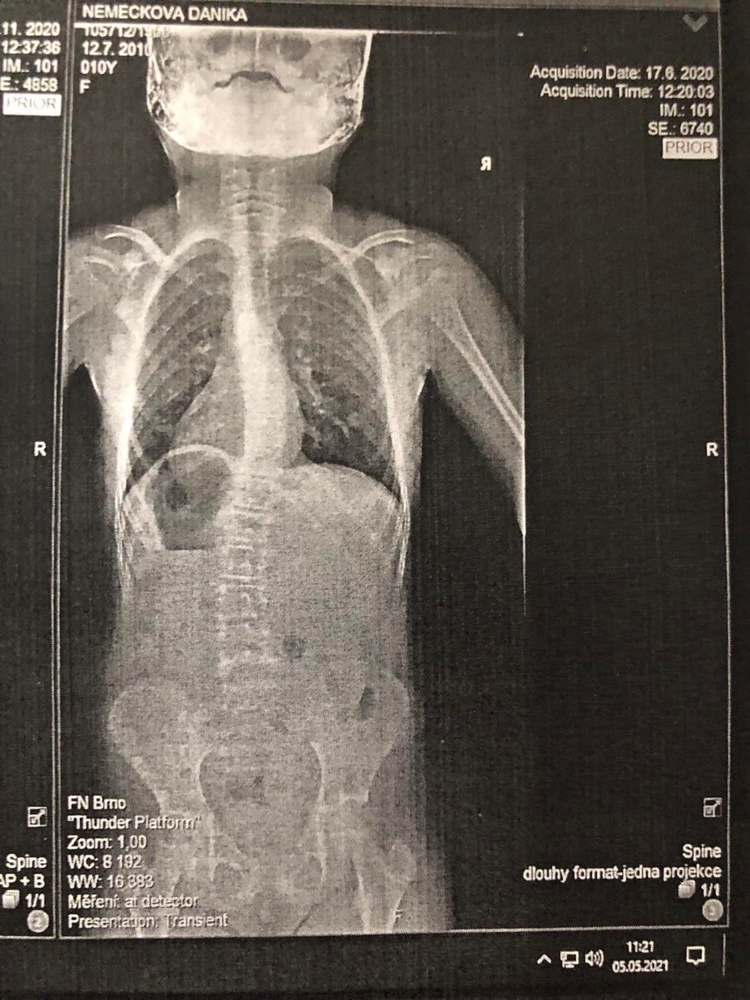 NEMECKOVA, DANIKA
.11. 2020
12:37:36
IM.: 101
E.: 4858
PRIOR
12.7. 2010
010Y
F
Acquisition Date: 17.6. 2020
Acquisition Time: 12:20:03
IM.: 101
SE.: 6740
PRIOR
R
R
R
FN Brno
"Thunder Platform"
Zoom: 1,00
WC: 8 192
WW: 16 383
Měření: at detector
Presentation: Transient
Spine
AP + B
1/1
2
Spine
dlouhy format-jedna projekce
1/1
F
11:21
05.05.2021